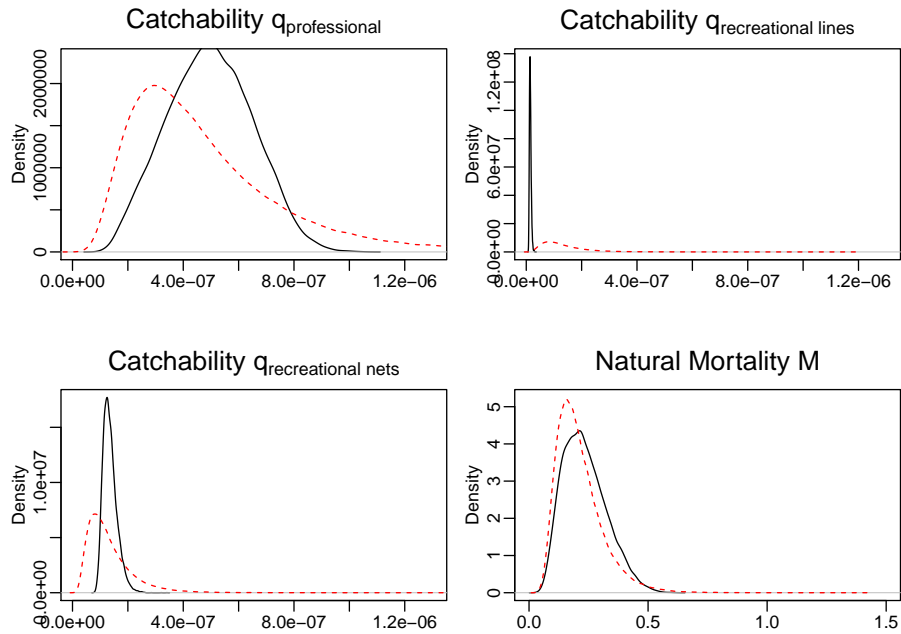 Catchability qprofessional
Density
0 1000000 2000000
0.0e+00 4.0e−07 8.0e−07 1.2e−06
Catchability qrecreational lines
Density
0.0e+00 6.0e+07 1.2e+08
0.0e+00 4.0e−07 8.0e−07 1.2e−06
Catchability qrecreational nets
Density
0.0e+00 1.0e+07
0.0e+00 4.0e−07 8.0e−07 1.2e−06
Natural Mortality M
Density
0 1 2 3 4 5
0.0 0.5 1.0 1.5